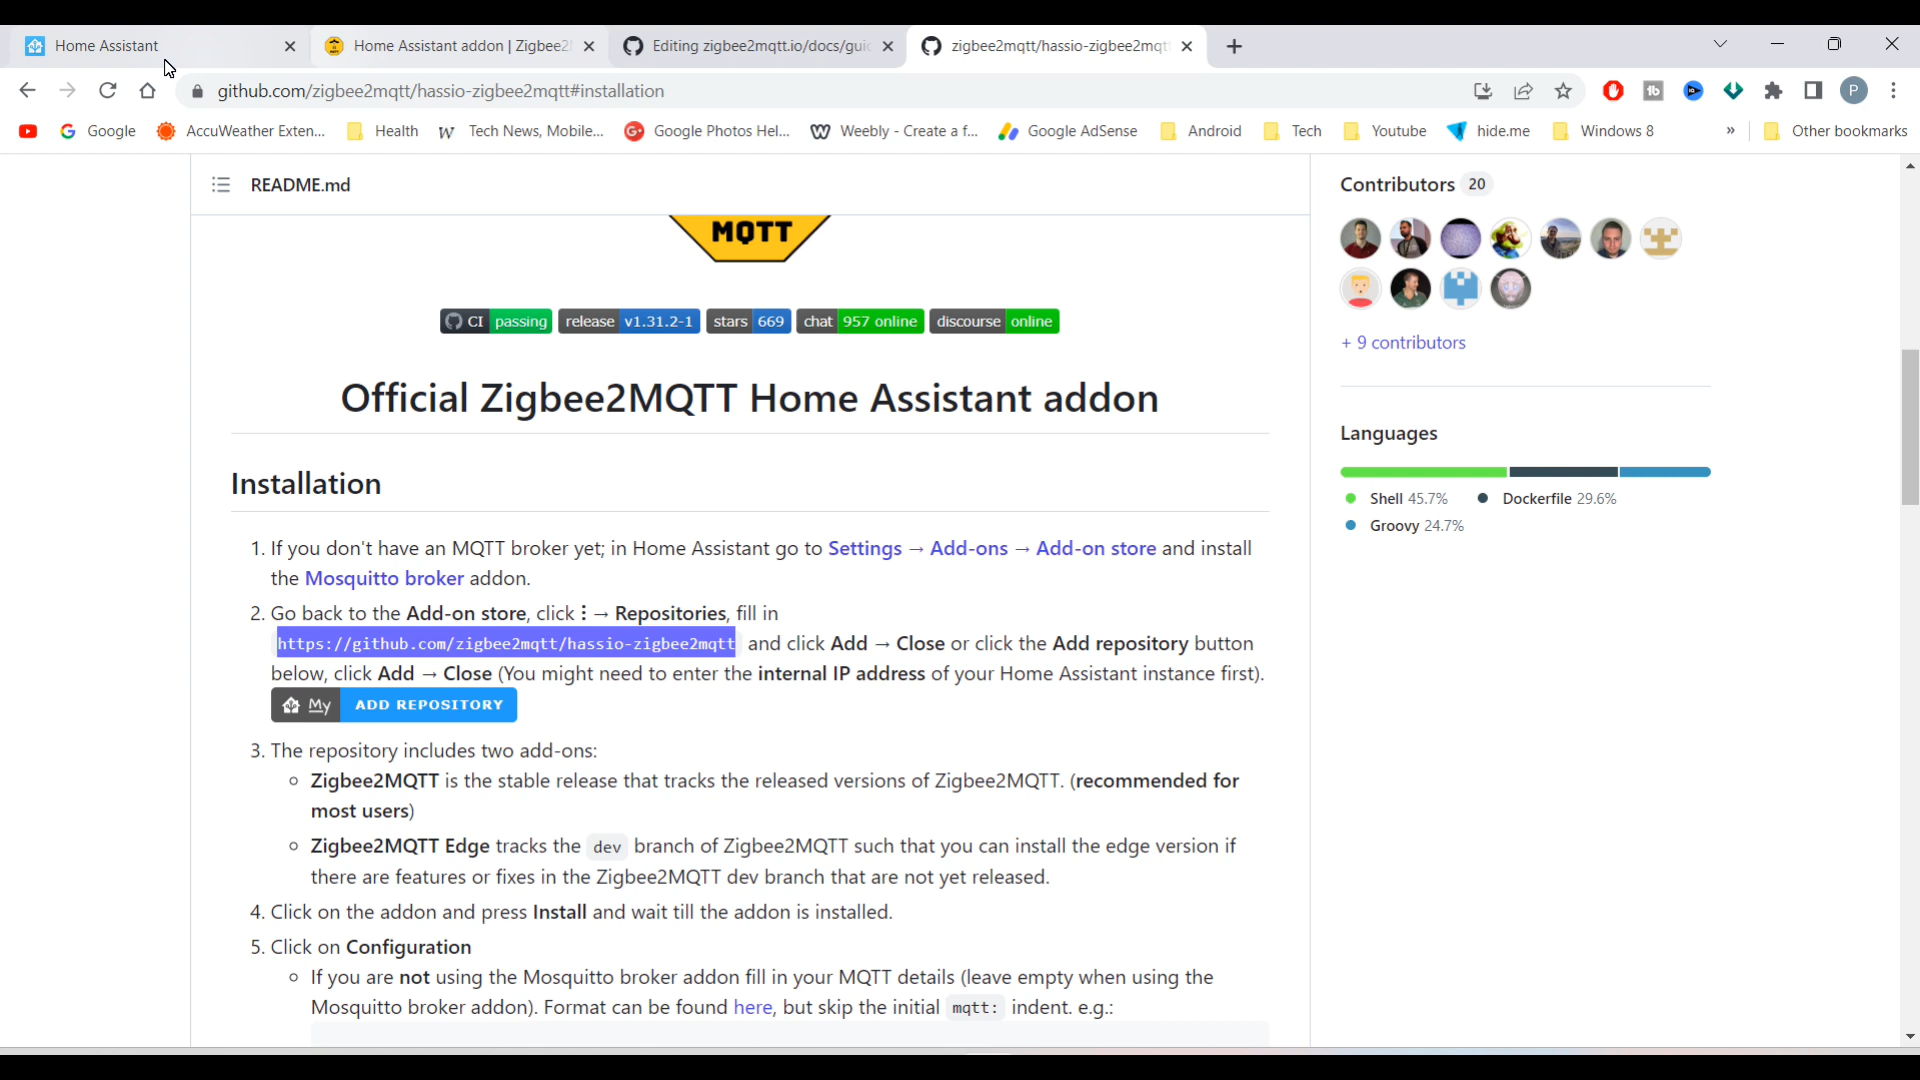 Home Assistant
Home Assistant addon | Zigbee2
Editing zigbee2mqtt.io/docs/guid
zigbee2mqtt/hassio-zigbee2mqt
github.com/zigbee2mqtt/hassio-zigbee2mqtt#installation
tb
IQ
P
Google
AccuWeather Exten...
Health
W Tech News, Mobile...
Google Photos Hel...
Weebly - Create a f...
Google AdSense
Android
Tech
Youtube
hide.me
Windows 8
»
Other bookmarks
README.md
MQTT
CI passing
release v1.31.2-1
stars 669
chat 957 online
discourse online
Official Zigbee2MQTT Home Assistant addon
Installation
1. If you don't have an MQTT broker yet; in Home Assistant go to Settings → Add-ons → Add-on store and install
the Mosquitto broker addon.
2. Go back to the Add-on store, click ⋮ → Repositories, fill in
https://github.com/zigbee2mqtt/hassio-zigbee2mqtt and click Add → Close or click the Add repository button
below, click Add → Close (You might need to enter the internal IP address of your Home Assistant instance first).
My ADD REPOSITORY
3. The repository includes two add-ons:
Zigbee2MQTT is the stable release that tracks the released versions of Zigbee2MQTT. (recommended for
most users)
Zigbee2MQTT Edge tracks the dev branch of Zigbee2MQTT such that you can install the edge version if
there are features or fixes in the Zigbee2MQTT dev branch that are not yet released.
4. Click on the addon and press Install and wait till the addon is installed.
5. Click on Configuration
If you are not using the Mosquitto broker addon fill in your MQTT details (leave empty when using the
Mosquitto broker addon). Format can be found here, but skip the initial mqtt: indent. e.g.:
Contributors 20
+ 9 contributors
Languages
Shell 45.7%
Dockerfile 29.6%
Groovy 24.7%